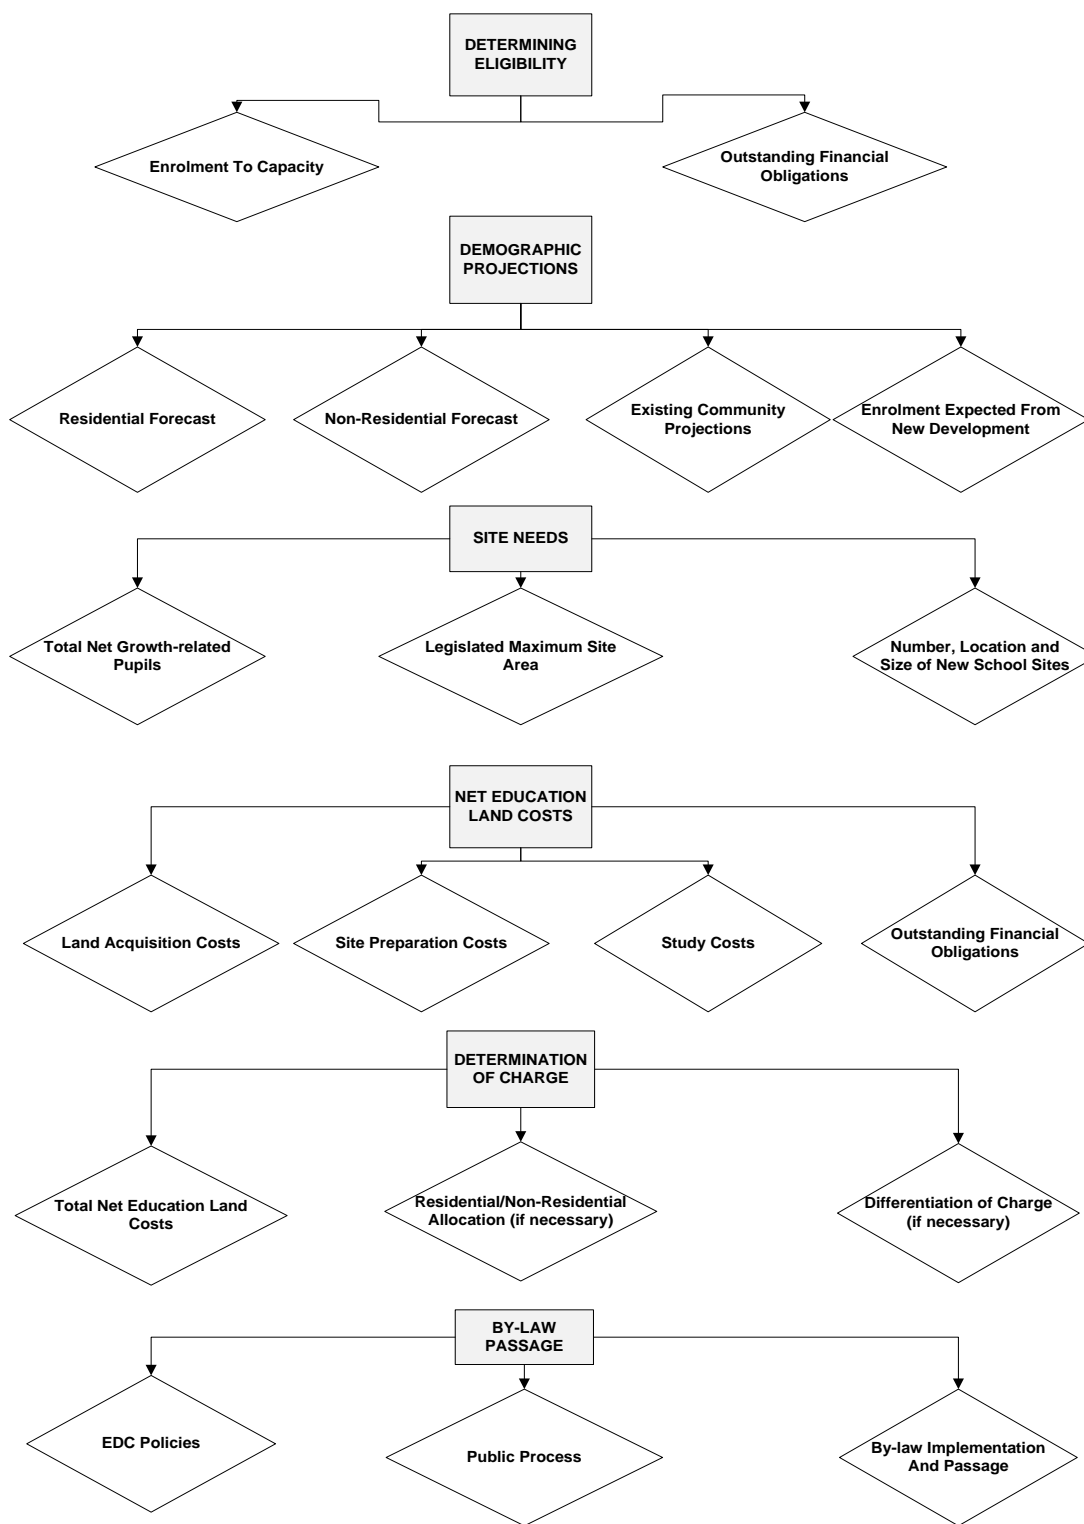 DETERMINING
ELIGIBILITY
Enrolment To Capacity
Outstanding Financial
Obligations
DEMOGRAPHIC
PROJECTIONS
Residential Forecast
Non-Residential Forecast
Existing Community
Projections
Enrolment Expected From
New Development
SITE NEEDS
Total Net Growth-related
Pupils
Legislated Maximum Site
Area
Number, Location and
Size of New School Sites
NET EDUCATION
LAND COSTS
Land Acquisition Costs
Site Preparation Costs
Study Costs
Outstanding Financial
Obligations
DETERMINATION
OF CHARGE
Total Net Education Land
Costs
Residential/Non-Residential
Allocation (if necessary)
Differentiation of Charge
(if necessary)
BY-LAW
PASSAGE
EDC Policies
Public Process
By-law Implementation
And Passage